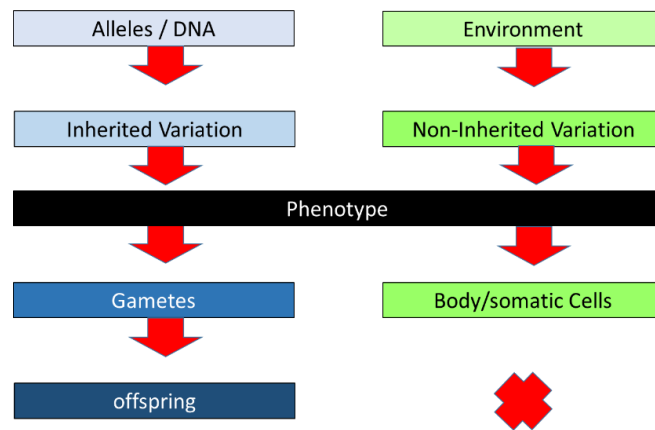 Alleles / DNA
Environment
Inherited Variation
Non-Inherited Variation
Phenotype
Gametes
Body/somatic Cells
offspring